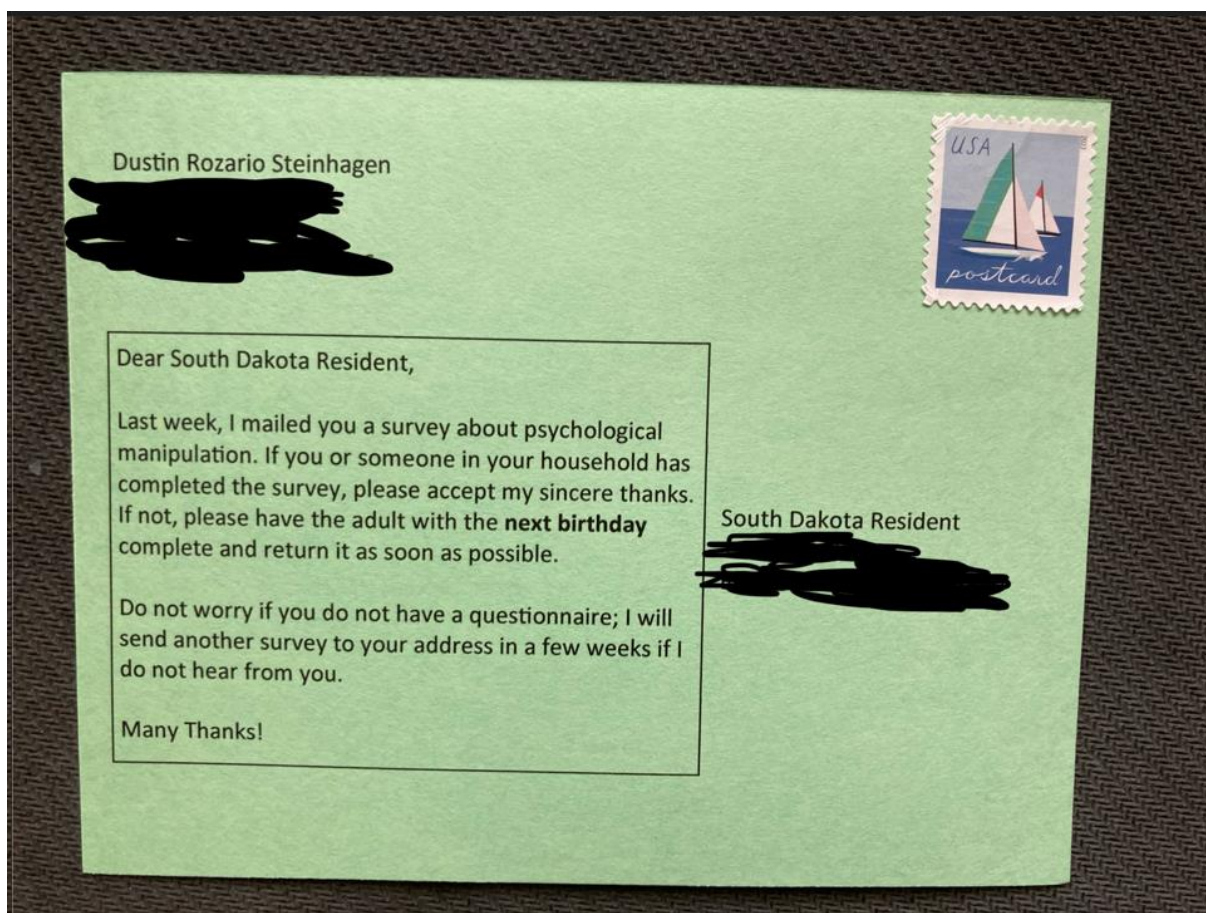 Dustin Rozario Steinhagen
USA
postcard
Dear South Dakota Resident,
Last week, I mailed you a survey about psychological
manipulation. If you or someone in your household has
completed the survey, please accept my sincere thanks.
If not, please have the adult with the next birthday
complete and return it as soon as possible.
Do not worry if you do not have a questionnaire; I will
send another survey to your address in a few weeks if I
do not hear from you.
Many Thanks!
South Dakota Resident